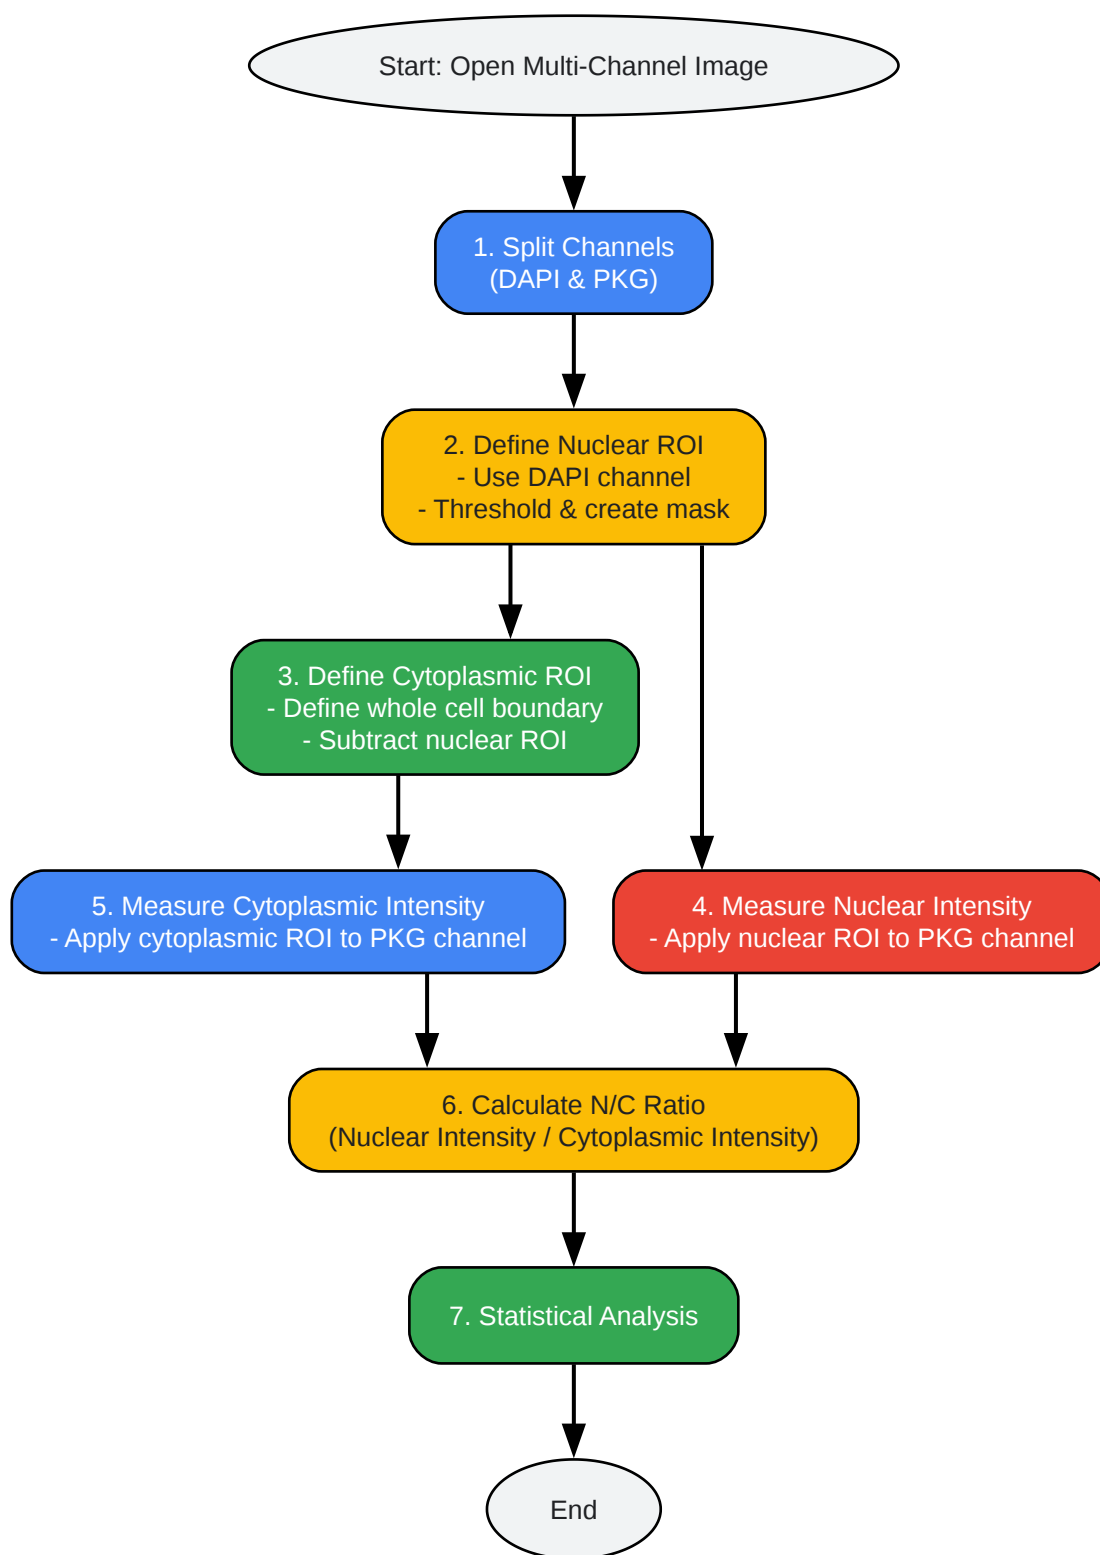 Start: Open Multi-Channel Image
1. Split Channels
(DAPI & PKG)
2. Define Nuclear ROI
- Use DAPI channel
- Threshold & create mask
3. Define Cytoplasmic ROI
- Define whole cell boundary
- Subtract nuclear ROI
5. Measure Cytoplasmic Intensity
- Apply cytoplasmic ROI to PKG channel
4. Measure Nuclear Intensity
- Apply nuclear ROI to PKG channel
6. Calculate N/C Ratio
(Nuclear Intensity / Cytoplasmic Intensity)
7. Statistical Analysis
End